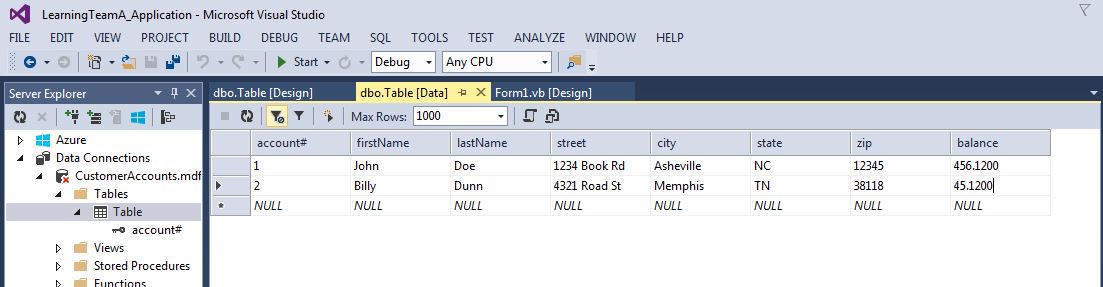 LearningTeamA_Application - Microsoft Visual Studio
FILE EDIT VIEW PROJECT BUILD DEBUG TEAM SQL TOOLS TEST ANALYZE WINDOW HELP
Start Debug Any CPU
Server Explorer
dbo.Table [Design] dbo.Table [Data] Form1.vb [Design]
Max Rows: 1000
Azure
Data Connections
CustomerAccounts.mdf
Tables
Table
account#
Views
Stored Procedures
Functions
account# firstName lastName street city state zip balance
1 John Doe 1234 Book Rd Asheville NC 12345 456.1200
2 Billy Dunn 4321 Road St Memphis TN 38118 45.1200
NULL NULL NULL NULL NULL NULL NULL NULL